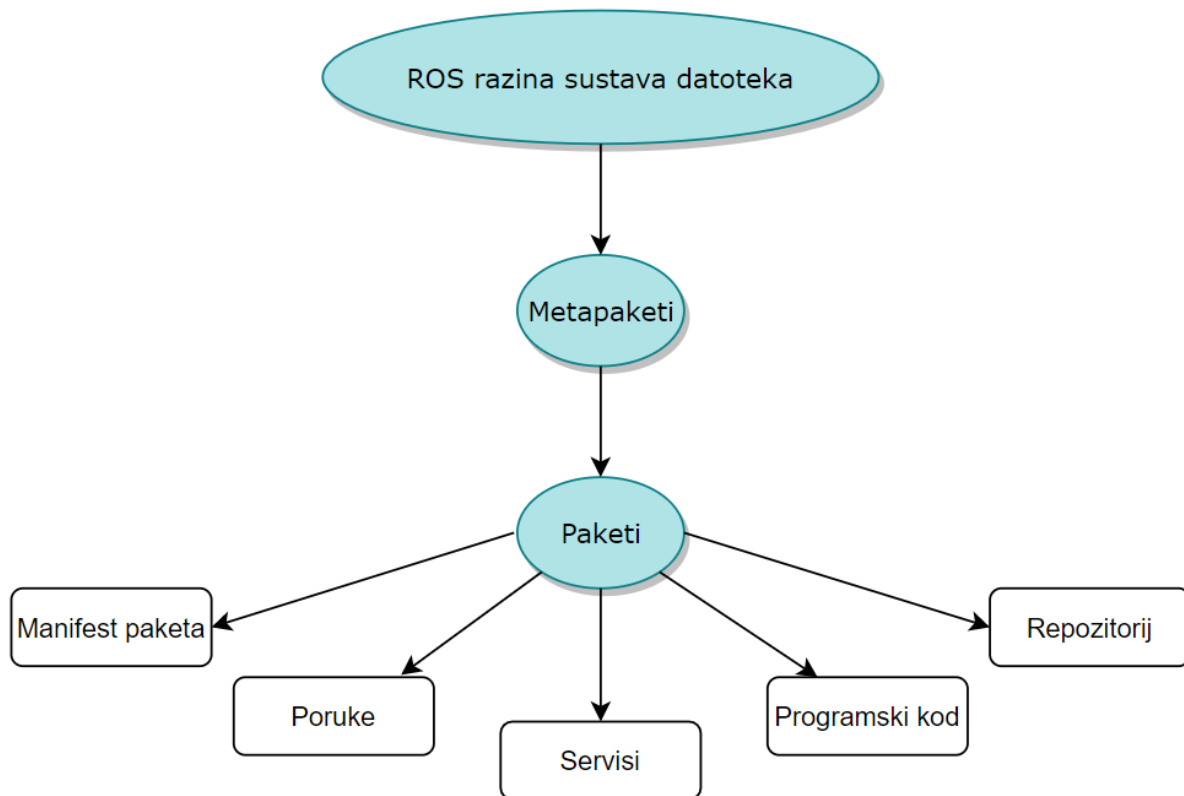 ROS razina sustava datoteka
Metapaketi
Paketi
Manifest paketa
Repozitorij
Poruke
Programski kod
Servisi